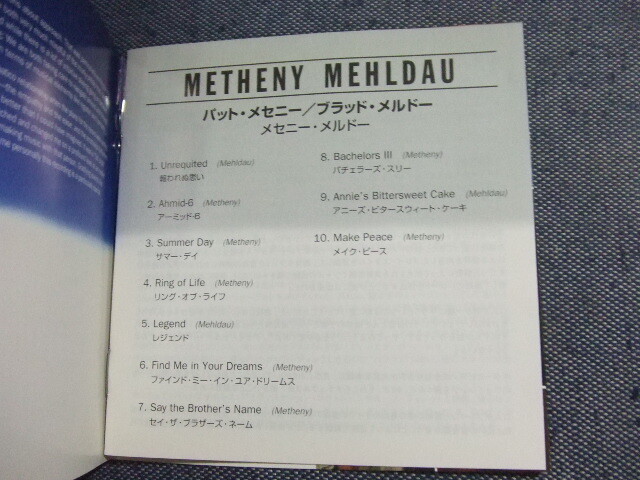 METHENY MEHLDAU
パット・メセニー／ブラッド・メルドー
メセニー・メルドー
1. Unrequited (Mehldau)
報われぬ思い
2. Ahmid-6 (Metheny)
アーミッド-6
3. Summer Day (Metheny)
サマー・デイ
4. Ring of Life (Metheny)
リング・オブ・ライフ
5. Legend (Mehldau)
レジェンド
6. Find Me in Your Dreams (Metheny)
ファインド・ミー・イン・ユア・ドリームス
7. Say the Brother's Name (Metheny)
セイ・ザ・ブラザーズ・ネーム
8. Bachelors III (Metheny)
バチェラーズ・スリー
9. Annie's Bittersweet Cake (Mehldau)
アニーズ・ビタースウィート・ケーキ
10. Make Peace (Metheny)
メイク・ピース